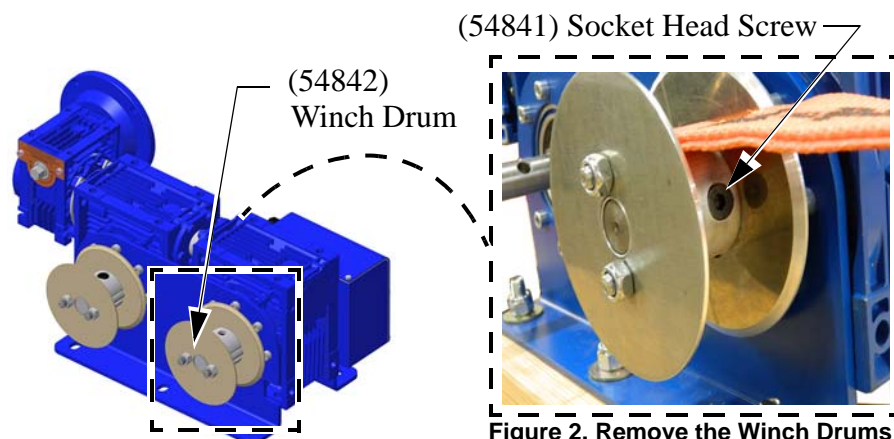 (54841) Socket Head Screw
(54842)
Winch Drum
Figure 2. Remove the Winch Drums